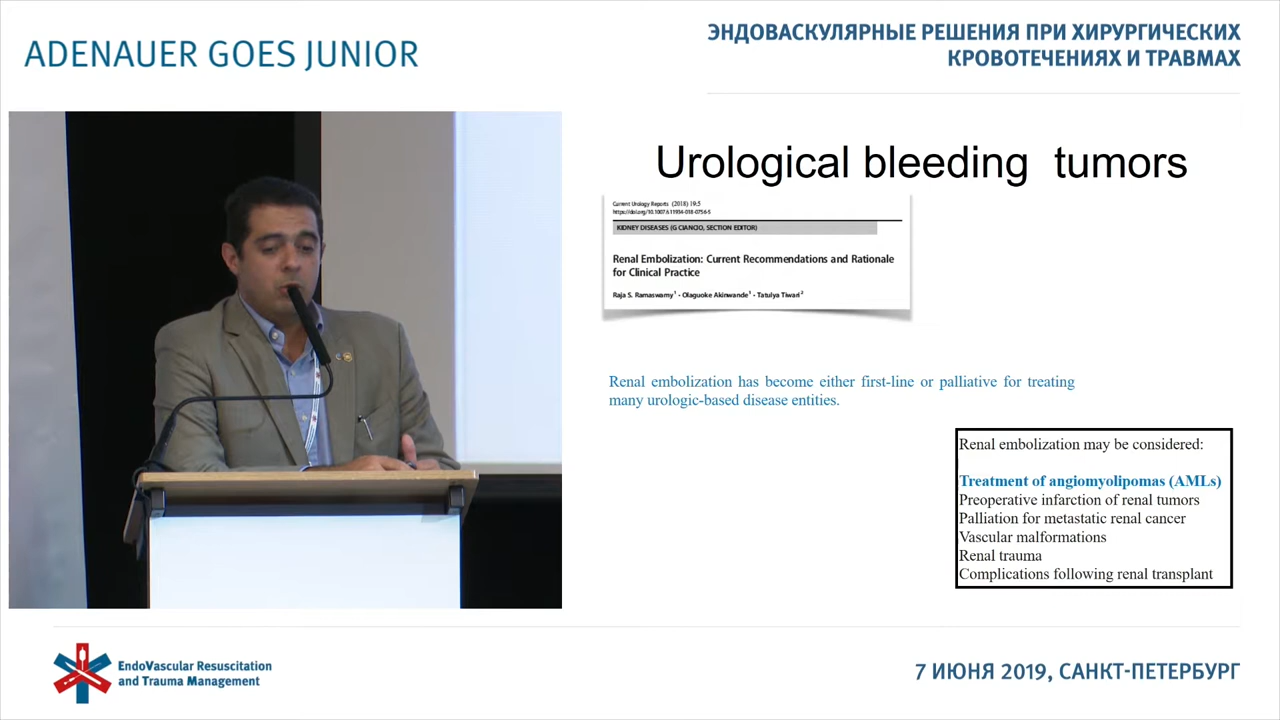 ADENAUER GOES JUNIOR
ЭНДОВАСКУЛЯРНЫЕ РЕШЕНИЯ ПРИ ХИРУРГИЧЕСКИХ
КРОВОТЕЧЕНИЯХ И ТРАВМАХ
Urological bleeding tumors
Current Urology Reports (2018) 19:5
https://doi.org/10.1007/s11934-018-0756-5
KIDNEY DISEASES (G CIANCIO, SECTION EDITOR)
Renal Embolization: Current Recommendations and Rationale
for Clinical Practice
Raja S. Ramaswamy1 • Olaguoke Akinwande1 • Tatulya Tiwari2
Renal embolization has become either first-line or palliative for treating
many urologic-based disease entities.
Renal embolization may be considered:
Treatment of angiomyolipomas (AMLs)
Preoperative infarction of renal tumors
Palliation for metastatic renal cancer
Vascular malformations
Renal trauma
Complications following renal transplant
EndoVascular Resuscitation
and Trauma Management
7 ИЮНЯ 2019, САНКТ-ПЕТЕРБУРГ